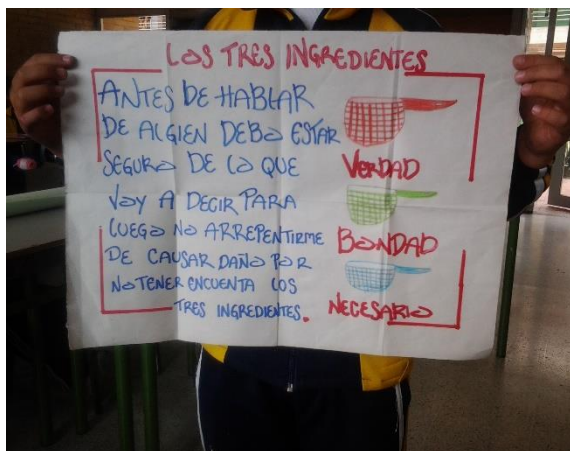 LOS TRES INGREDIENTES
ANTES DE HABLAR
DE ALGIEN DEBO ESTAR
SEGURO DE LO QUE
VOY A DECIR PARA
LUEGO NO ARREPENTIRME
DE CAUSAR DAÑO POR
NO TENER ENCUENTA LOS
TRES INGREDIENTES.
VERDAD
BONDAD
NECESARIO